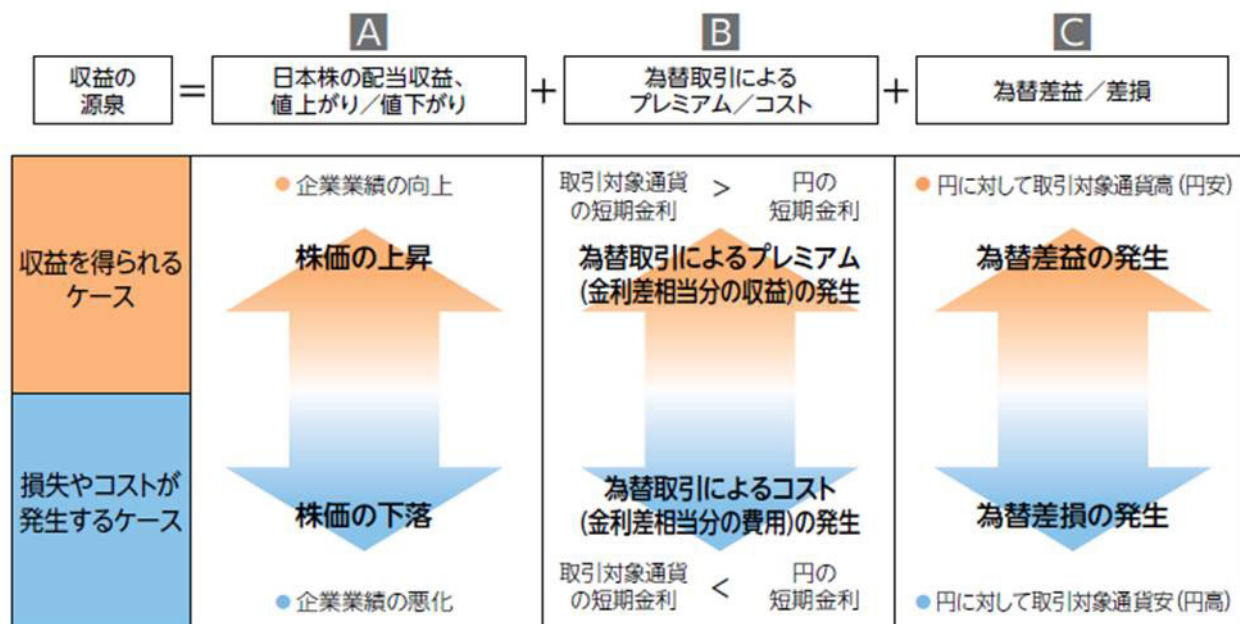 A
B
C
収益の
源泉
=
日本株の配当収益、
値上がり／値下がり
+
為替取引による
プレミアム／コスト
+
為替差益／差損
収益を得られる
ケース
● 企業業績の向上
株価の上昇
取引対象通貨 > 円の
の短期金利 短期金利
為替取引によるプレミアム
(金利差相当分の収益)の発生
● 円に対して取引対象通貨高（円安）
為替差益の発生
損失やコストが
発生するケース
株価の下落
● 企業業績の悪化
為替取引によるコスト
(金利差相当分の費用)の発生
取引対象通貨 < 円の
の短期金利 短期金利
為替差損の発生
● 円に対して取引対象通貨安（円高）